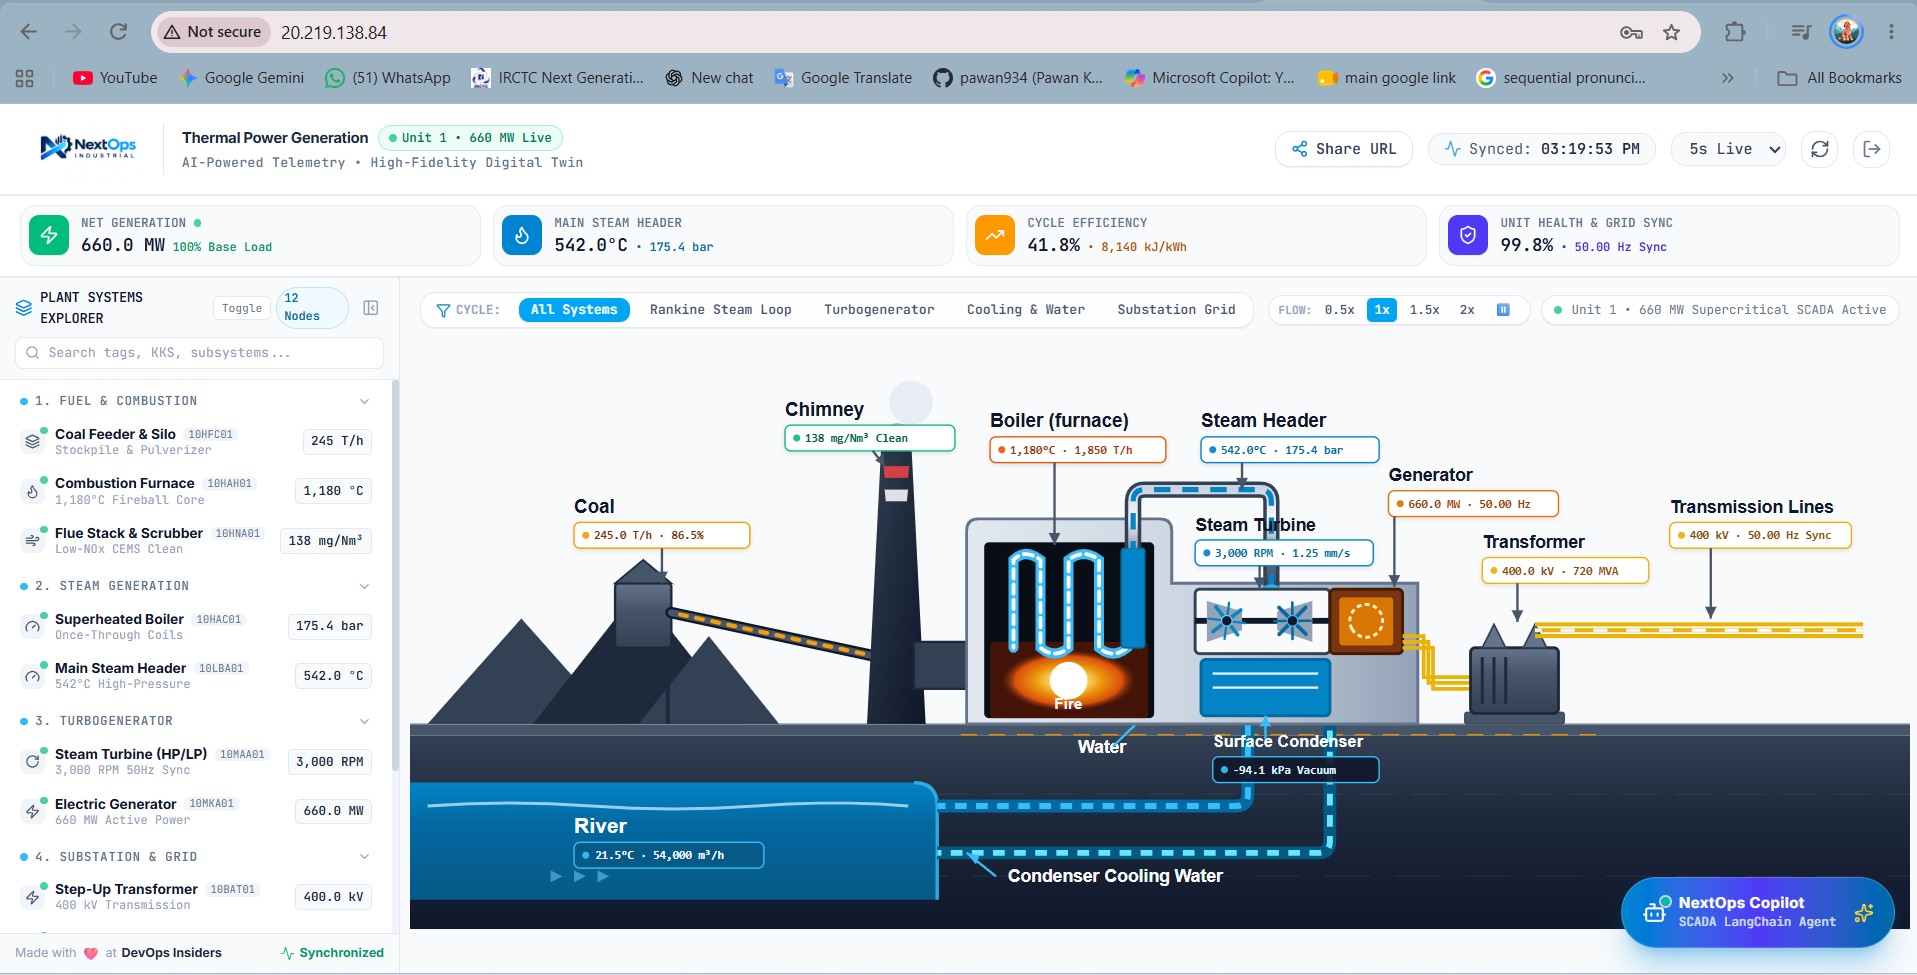 Not secure
20.219.138.84
YouTube
Google Gemini
(51) WhatsApp
IRCTC Next Generati...
New chat
Google Translate
pawan934 (Pawan K...
Microsoft Copilot: Y...
main google link
sequential pronunci...
»
All Bookmarks
NextOps
INDUSTRIAL
Thermal Power Generation
Unit 1 • 660 MW Live
AI-Powered Telemetry • High-Fidelity Digital Twin
Share URL
Synced: 03:19:53 PM
5s Live
NET GENERATION
660.0 MW 100% Base Load
MAIN STEAM HEADER
542.0°C • 175.4 bar
CYCLE EFFICIENCY
41.8% • 8,140 kJ/kWh
UNIT HEALTH & GRID SYNC
99.8% • 50.00 Hz Sync
PLANT SYSTEMS
EXPLORER
Toggle
12
Nodes
Search tags, KKS, subsystems...
1. FUEL & COMBUSTION
Coal Feeder & Silo 10HFC01
Stockpile & Pulverizer
245 T/h
Combustion Furnace 10HAH01
1,180°C Fireball Core
1,180 °C
Flue Stack & Scrubber 10HNA01
Low-NOx CEMS Clean
138 mg/Nm³
2. STEAM GENERATION
Superheated Boiler 10HAC01
Once-Through Coils
175.4 bar
Main Steam Header 10LBA01
542°C High-Pressure
542.0 °C
3. TURBOGENERATOR
Steam Turbine (HP/LP) 10MAA01
3,000 RPM 50Hz Sync
3,000 RPM
Electric Generator 10MKA01
660 MW Active Power
660.0 MW
4. SUBSTATION & GRID
Step-Up Transformer 10BAT01
400 kV Transmission
400.0 kV
Made with ❤ at DevOps Insiders
Synchronized
CYCLE:
All Systems
Rankine Steam Loop
Turbogenerator
Cooling & Water
Substation Grid
FLOW:
0.5x
1x
1.5x
2x
Unit 1 • 660 MW Supercritical SCADA Active
Chimney
138 mg/Nm³ Clean
Boiler (furnace)
1,180°C · 1,850 T/h
Steam Header
542.0°C · 175.4 bar
Generator
660.0 MW · 50.00 Hz
Coal
245.0 T/h · 86.5%
Steam Turbine
3,000 RPM · 1.25 mm/s
Transformer
400.0 kV · 720 MVA
Transmission Lines
400 kV · 50.00 Hz Sync
Fire
Water
Surface Condenser
-94.1 kPa Vacuum
River
21.5°C · 54,000 m³/h
Condenser Cooling Water
NextOps Copilot
SCADA LangChain Agent